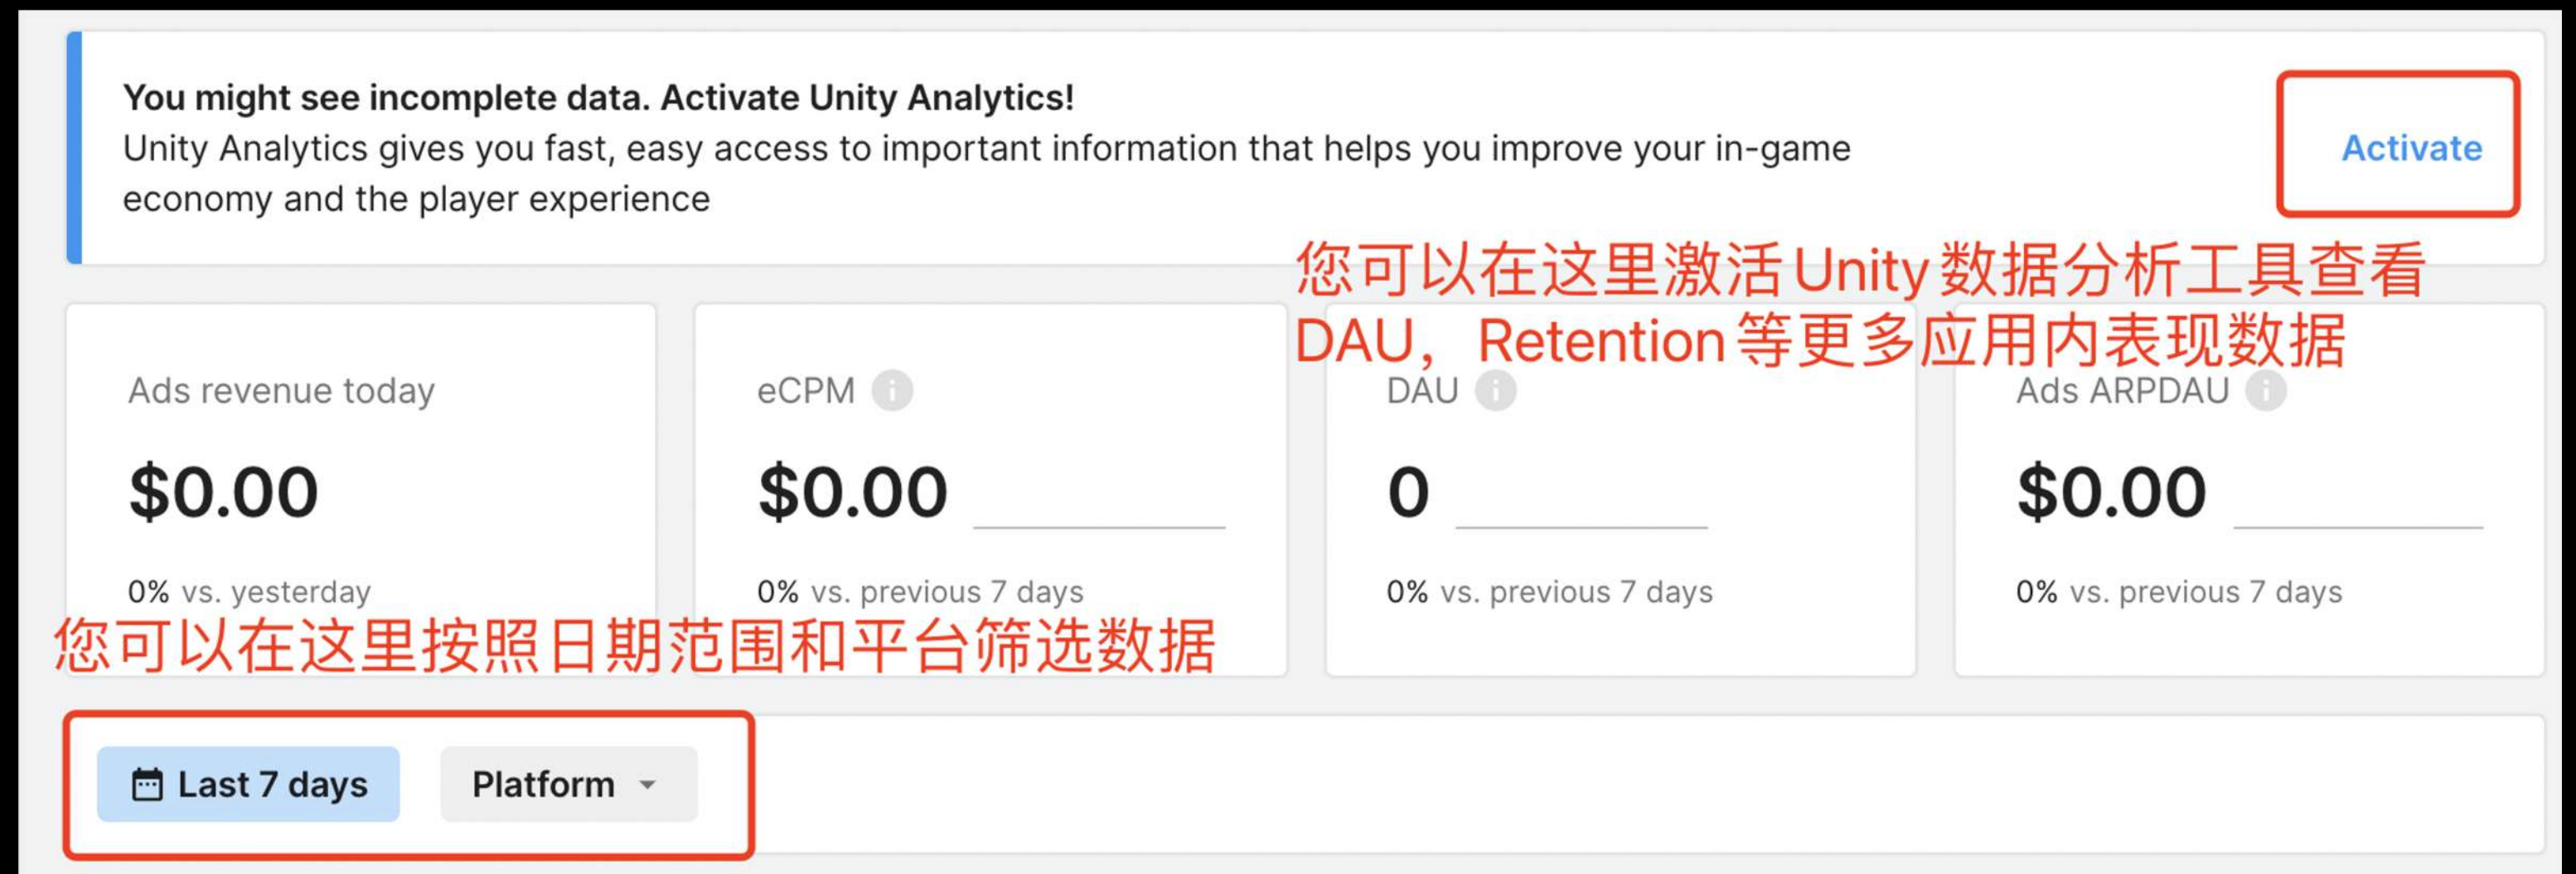 You might see incomplete data. Activate Unity Analytics!
Unity Analytics gives you fast, easy access to important information that helps you improve your in-game
economy and the player experience
Activate
您可以在这里激活Unity数据分析工具查看
DAU，Retention等更多应用内表现数据
Ads revenue today
$0.00
0% vs. yesterday
eCPM
$0.00
0% vs. previous 7 days
DAU
0
0% vs. previous 7 days
Ads ARPDAU
$0.00
0% vs. previous 7 days
您可以在这里按照日期范围和平台筛选数据
Last 7 days
Platform